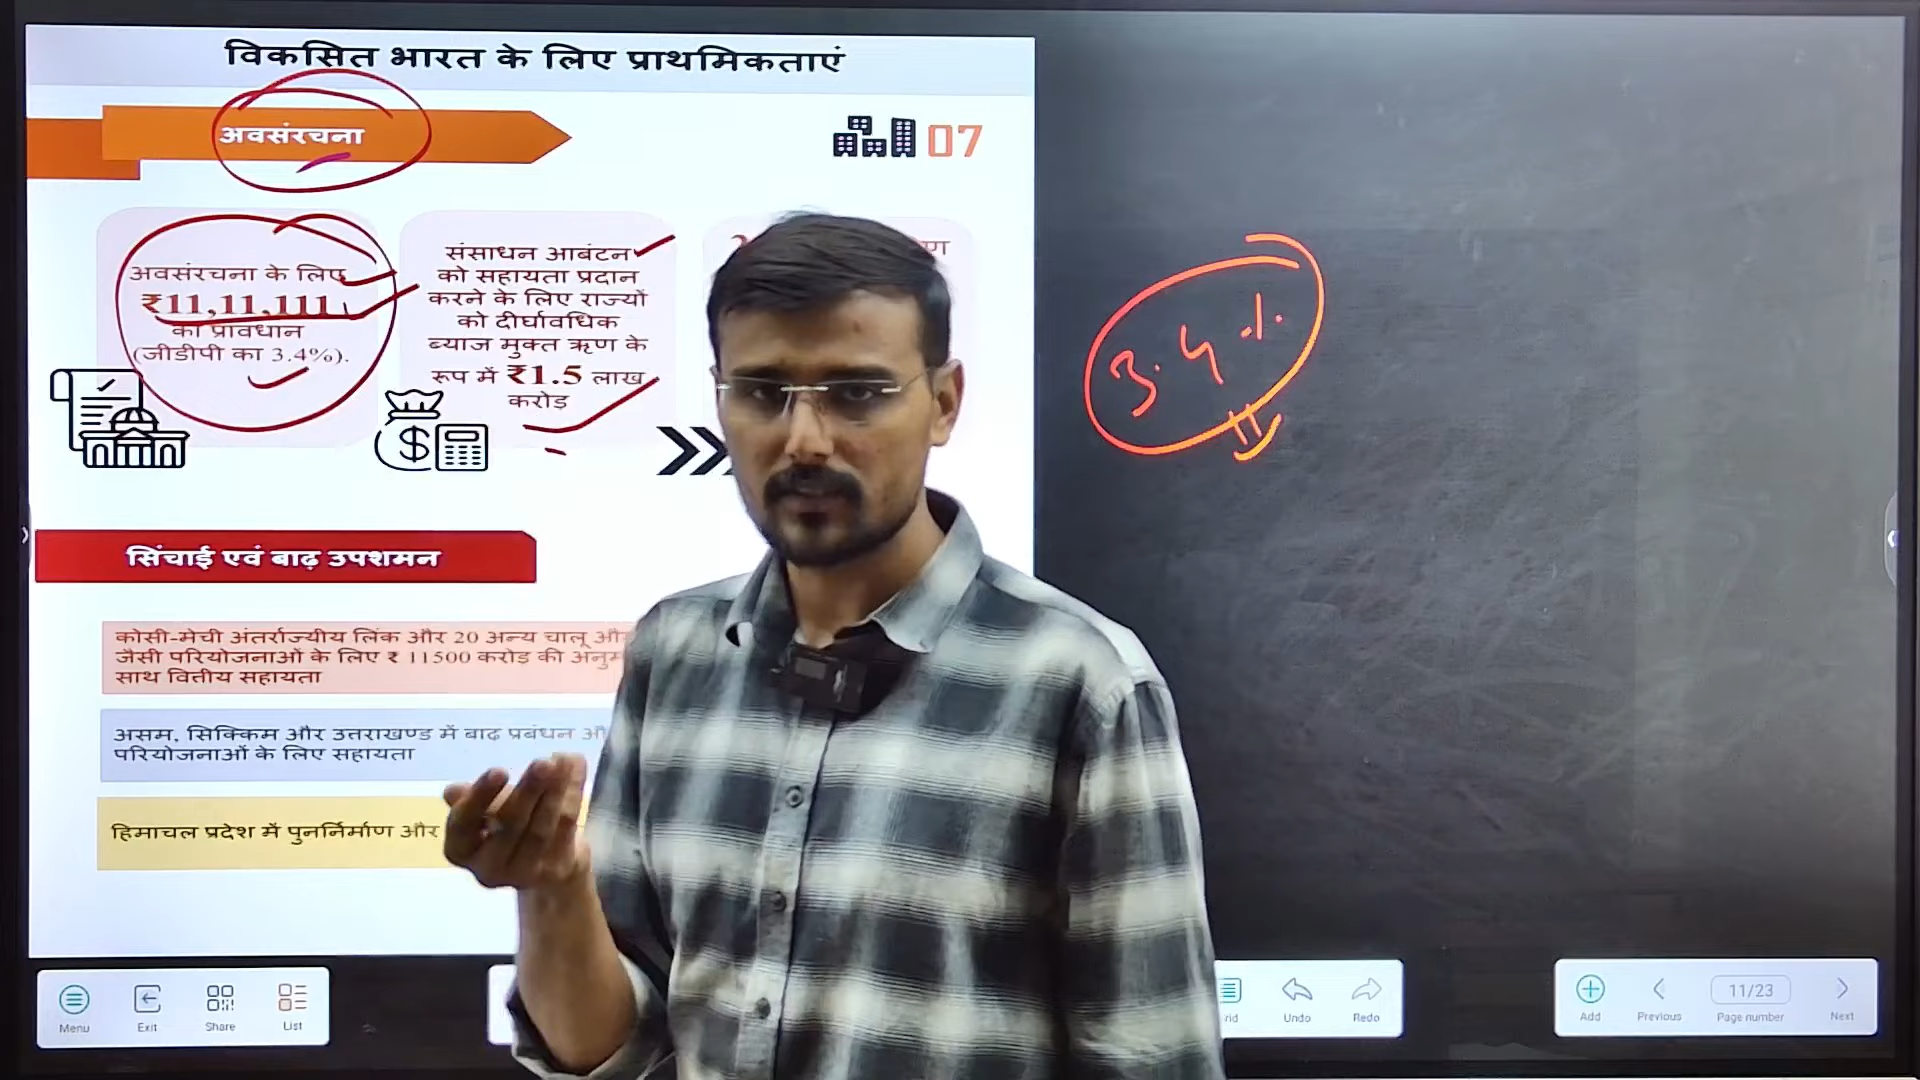 विकसित भारत के लिए प्राथमिकताएं
अवसंरचना
07
अवसंरचना के लिए
₹11,11,111
का प्रावधान
(जीडीपी का 3.4%).
संसाधन आबंटन
को सहायता प्रदान
करने के लिए राज्यों
को दीर्घावधिक
ब्याज मुक्त ऋण के
रूप में ₹1.5 लाख
करोड़
3.4%
सिंचाई एवं बाढ़ उपशमन
कोसी-मेची अंतर्राज्यीय लिंक और 20 अन्य चालू
जैसी परियोजनाओं के लिए ₹ 11500 करोड़ की
साथ वित्तीय सहायता
असम, सिक्किम और उत्तराखण्ड में बाढ़ प्रबंधन
परियोजनाओं के लिए सहायता
हिमाचल प्रदेश में पुनर्निर्माण और
Menu
Exit
Share
List
Undo
Redo
Add
Previous
11/23
Page number
Next